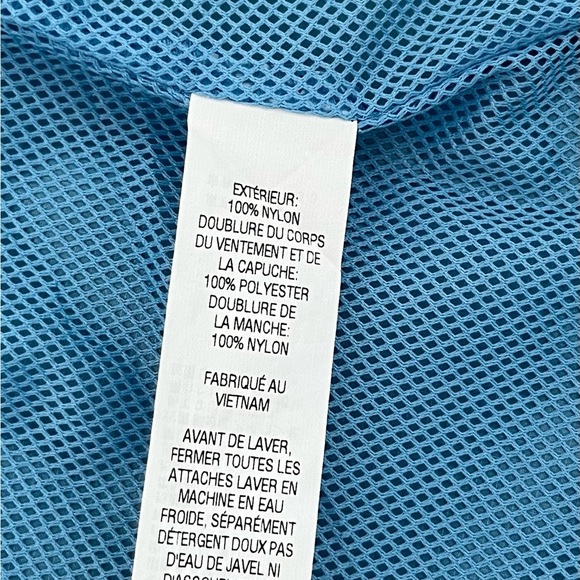 EXTÉRIEUR:
100% NYLON
DOUBLURE DU CORPS
DU VENTEMENT ET DE
LA CAPUCHE:
100% POLYESTER
DOUBLURE DE
LA MANCHE:
100% NYLON
FABRIQUÉ AU
VIETNAM
AVANT DE LAVER,
FERMER TOUTES LES
ATTACHES LAVER EN
MACHINE EN EAU
FROIDE, SÉPARÉMENT
DÉTERGENT DOUX PAS
D'EAU DE JAVEL NI